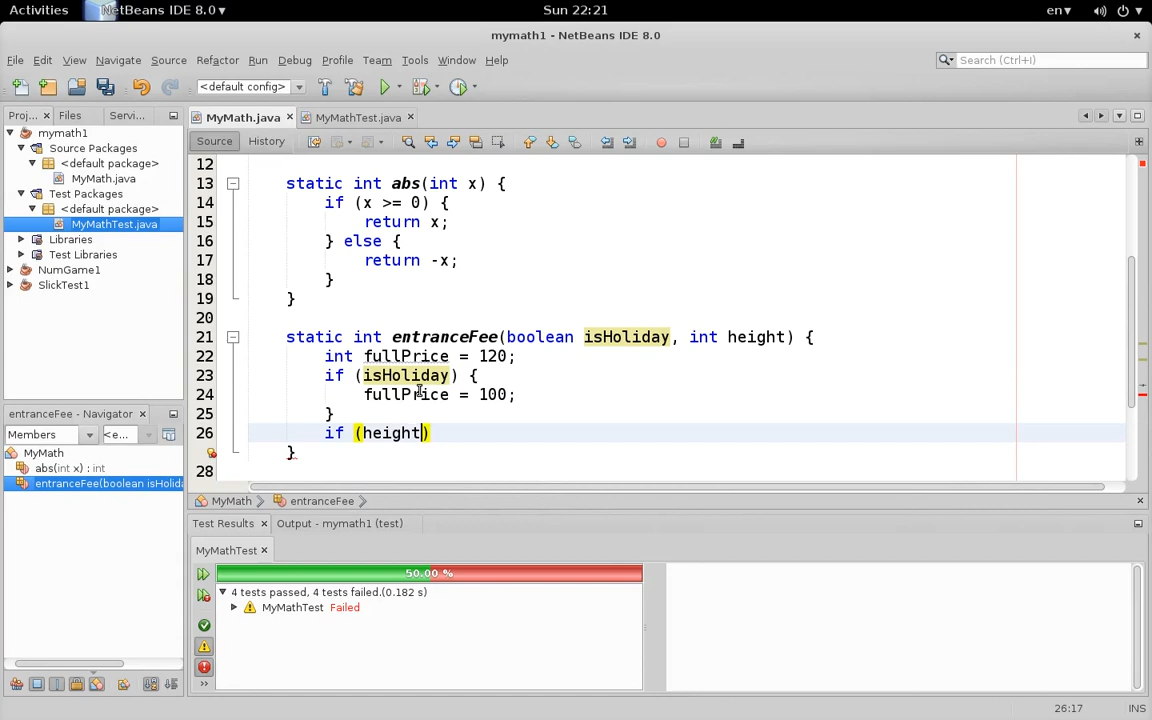 Activities NetBeans IDE 8.0 ▾ Sun 22:21 en▾
mymath1 - NetBeans IDE 8.0
File Edit View Navigate Source Refactor Run Debug Profile Team Tools Window Help Search (Ctrl+I)
<default config>
Proj... Files Servi... MyMath.java MyMathTest.java
mymath1 Source History
Source Packages
<default package>
MyMath.java
Test Packages
<default package>
MyMathTest.java
Libraries
Test Libraries
NumGame1
SlickTest1
12
13 static int abs(int x) {
14 if (x >= 0) {
15 return x;
16 } else {
17 return -x;
18 }
19 }
20
21 static int entranceFee(boolean isHoliday, int height) {
22 int fullPrice = 120;
23 if (isHoliday) {
24 fullPrice = 100;
25 }
26 if (height)
}
28
entranceFee - Navigator
Members <e...
MyMath
abs(int x) : int
entranceFee(boolean isHolida
MyMath entranceFee
Test Results Output - mymath1 (test)
MyMathTest
50.00 %
4 tests passed, 4 tests failed.(0.182 s)
MyMathTest Failed
26:17 INS